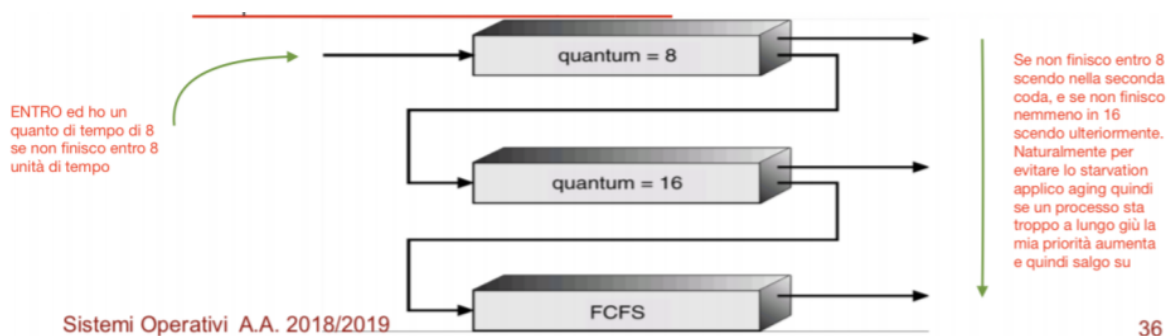 quantum = 8
ENTRO ed ho un
quanto di tempo di 8
se non finisco entro 8
unità di tempo
Se non finisco entro 8
scendo nella seconda
coda, e se non finisco
nemmeno in 16
scendo ulteriormente.
Naturalmente per
evitare lo starvation
applico aging quindi
se un processo sta
troppo a lungo giù la
mia priorità aumenta
e quindi salgo su
quantum = 16
FCFS
Sistemi Operativi A.A. 2018/2019
36